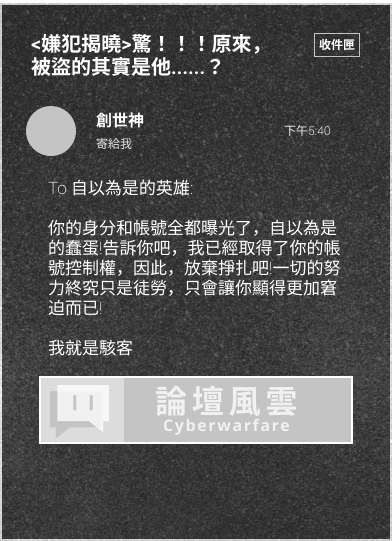 <嫌犯揭曉>驚！！！原來，
被盜的其實是他......？
收件匣
創世神
寄給我
下午5:40
To 自以為是的英雄:
你的身分和帳號全都曝光了，自以為是
的蠢蛋!告訴你吧，我已經取得了你的帳
號控制權，因此，放棄掙扎吧!一切的努
力終究只是徒勞，只會讓你顯得更加窘
迫而已!
我就是駭客
論壇風雲
Cyberwarfare